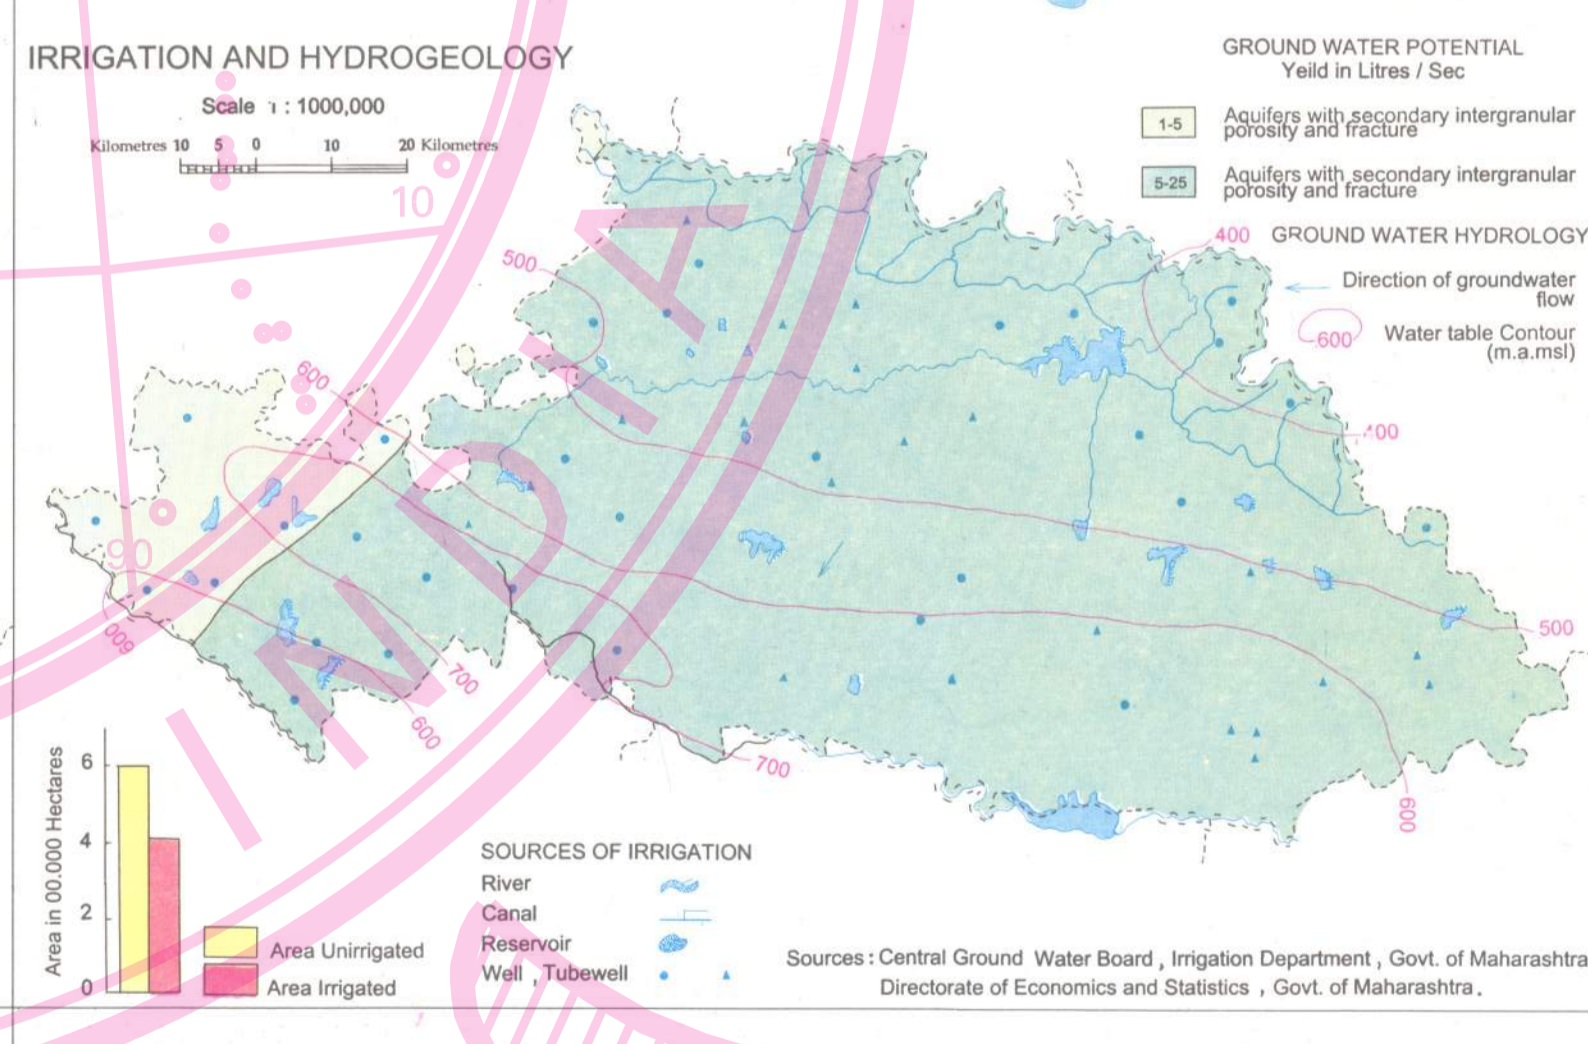 IRRIGATION AND HYDROGEOLOGY
Scale 1 : 1000,000
Kilometres 10 5 0 10 20 Kilometres
GROUND WATER POTENTIAL
Yeild in Litres / Sec
1-5 Aquifers with secondary intergranular
porosity and fracture
5-25 Aquifers with secondary intergranular
porosity and fracture
GROUND WATER HYDROLOGY
Direction of groundwater
flow
600 Water table Contour
(m.a.msl)
10
400
500
600
400
90
600
500
700
600
700
600
INDIA
Area in 00.000 Hectares
6
4
2
0
Area Unirrigated
Area Irrigated
SOURCES OF IRRIGATION
River
Canal
Reservoir
Well , Tubewell
Sources : Central Ground Water Board , Irrigation Department , Govt. of Maharashtra
Directorate of Economics and Statistics , Govt. of Maharashtra .